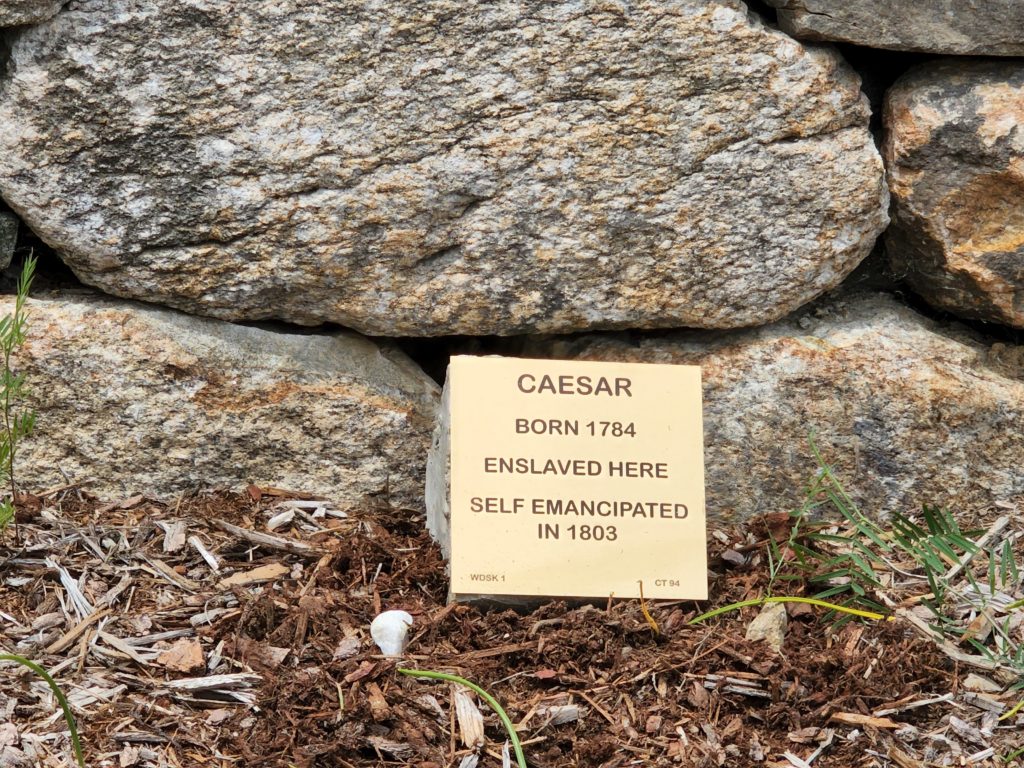 CAESAR
BORN 1784
ENSLAVED HERE
SELF EMANCIPATED
IN 1803
WDSK 1 CT 94